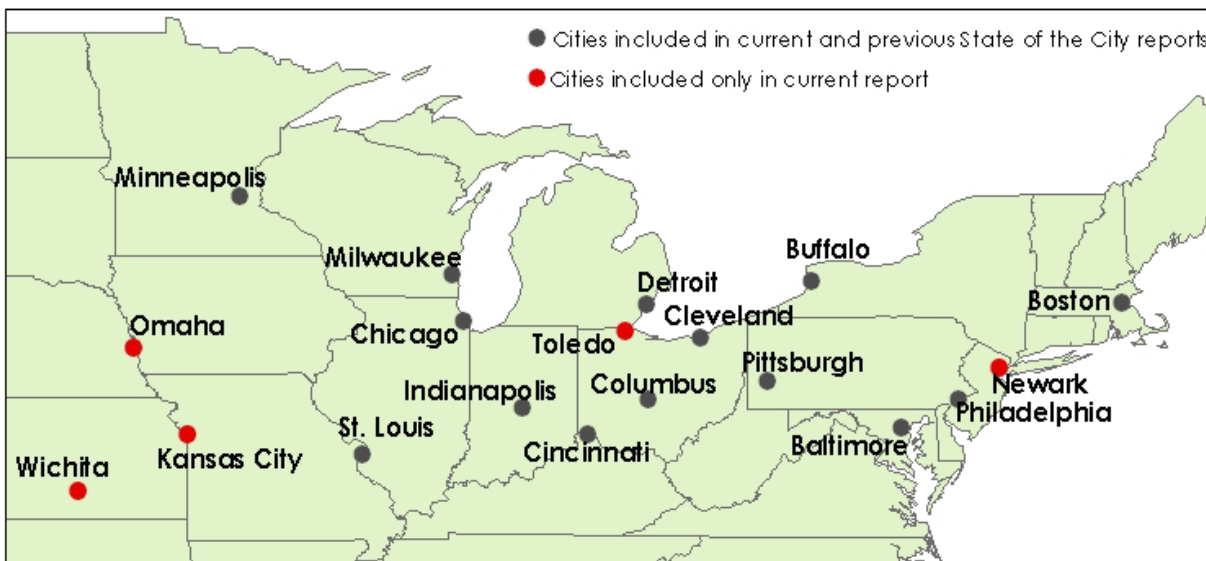 Cities included in current and previous State of the City reports
Cities included only in current report
Minneapolis
Milwaukee
Buffalo
Detroit
Boston
Omaha
Chicago
Toledo
Cleveland
Pittsburgh
Indianapolis
Columbus
Newark
Philadelphia
St. Louis
Kansas City
Cincinnati
Baltimore
Wichita